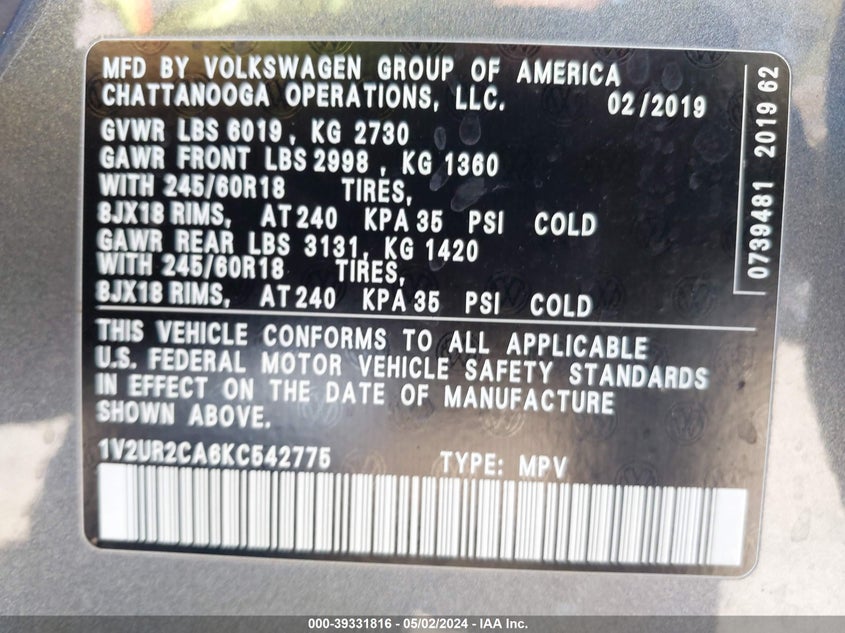 MFD BY VOLKSWAGEN GROUP OF AMERICA
CHATTANOOGA OPERATIONS, LLC. 02/2019
GVWR LBS 6019, KG 2730
GAWR FRONT LBS 2998, KG 1360
WITH 245/60R18 TIRES,
8JX18 RIMS, AT 240 KPA 35 PSI COLD
GAWR REAR LBS 3131, KG 1420
WITH 245/60R18 TIRES,
8JX18 RIMS, AT 240 KPA 35 PSI COLD
THIS VEHICLE CONFORMS TO ALL APPLICABLE
U.S. FEDERAL MOTOR VEHICLE SAFETY STANDARDS
IN EFFECT ON THE DATE OF MANUFACTURE
SHOWN ABOVE.
1V2UR2CA6KC542775 TYPE: MPV
0739481 2019 62
000-39331816 - 05/02/2024 - IAA Inc.